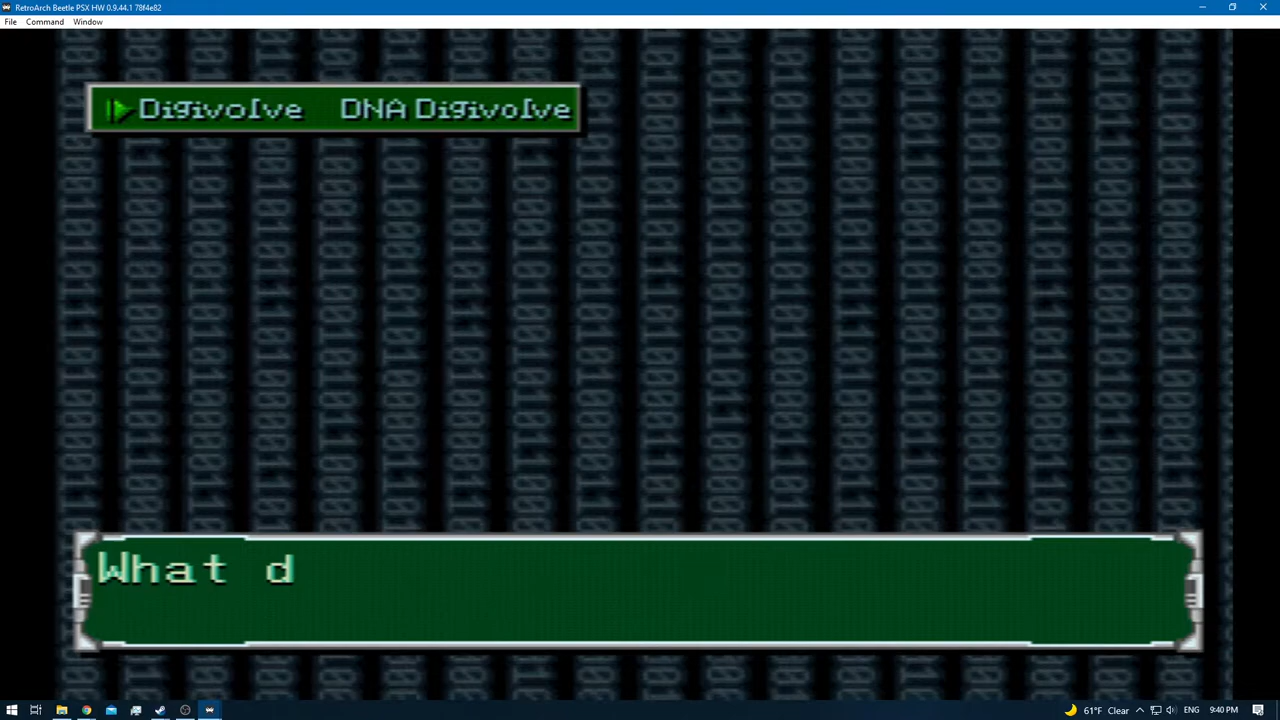 RetroArch Beetle PSX HW 0.9.44.1 78f4e82
File Command Window
Digivolve DNA Digivolve
What d
61°F Clear 9:40 PM